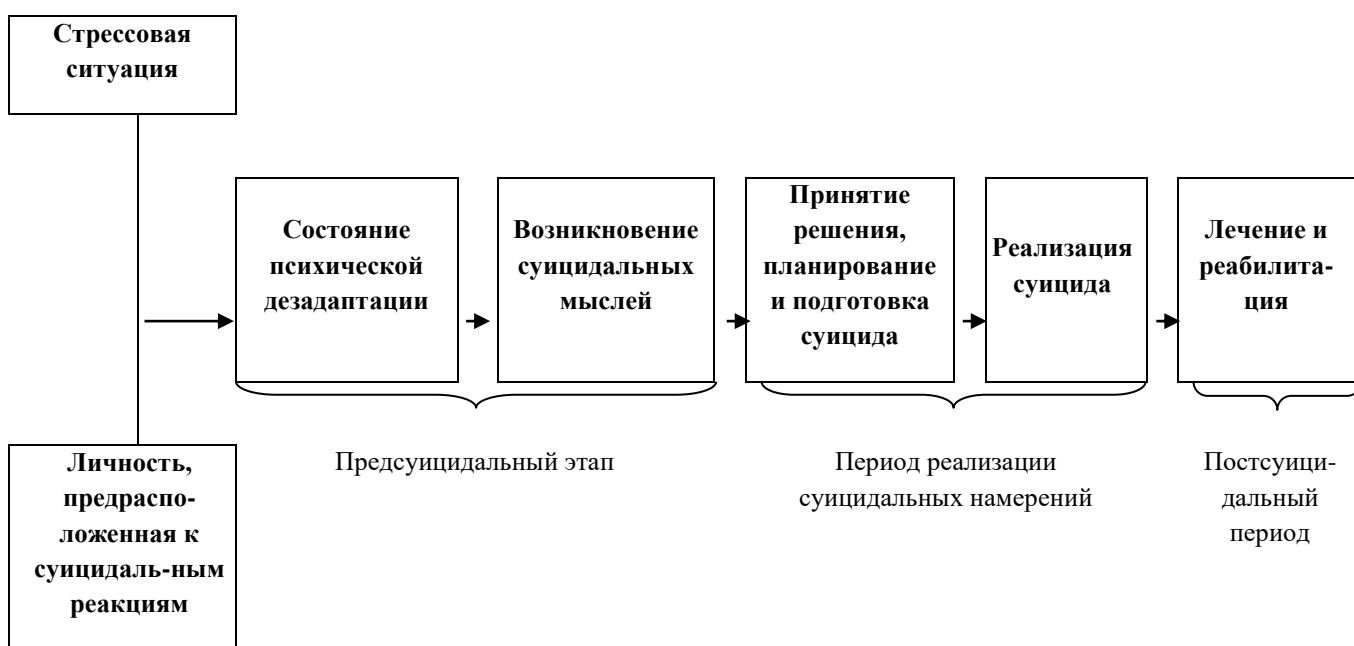 Стрессовая
ситуация
Состояние
психической
дезадаптации
Возникновение
суицидальных
мыслей
Принятие
решения,
планирование
и подготовка
суицида
Реализация
суицида
Лечение и
реабилита-
ция
Личность,
предраспо-
ложенная к
суицидаль-ным
реакциям
Предсуицидальный этап
Период реализации
суицидальных намерений
Постсуици-
дальный
период